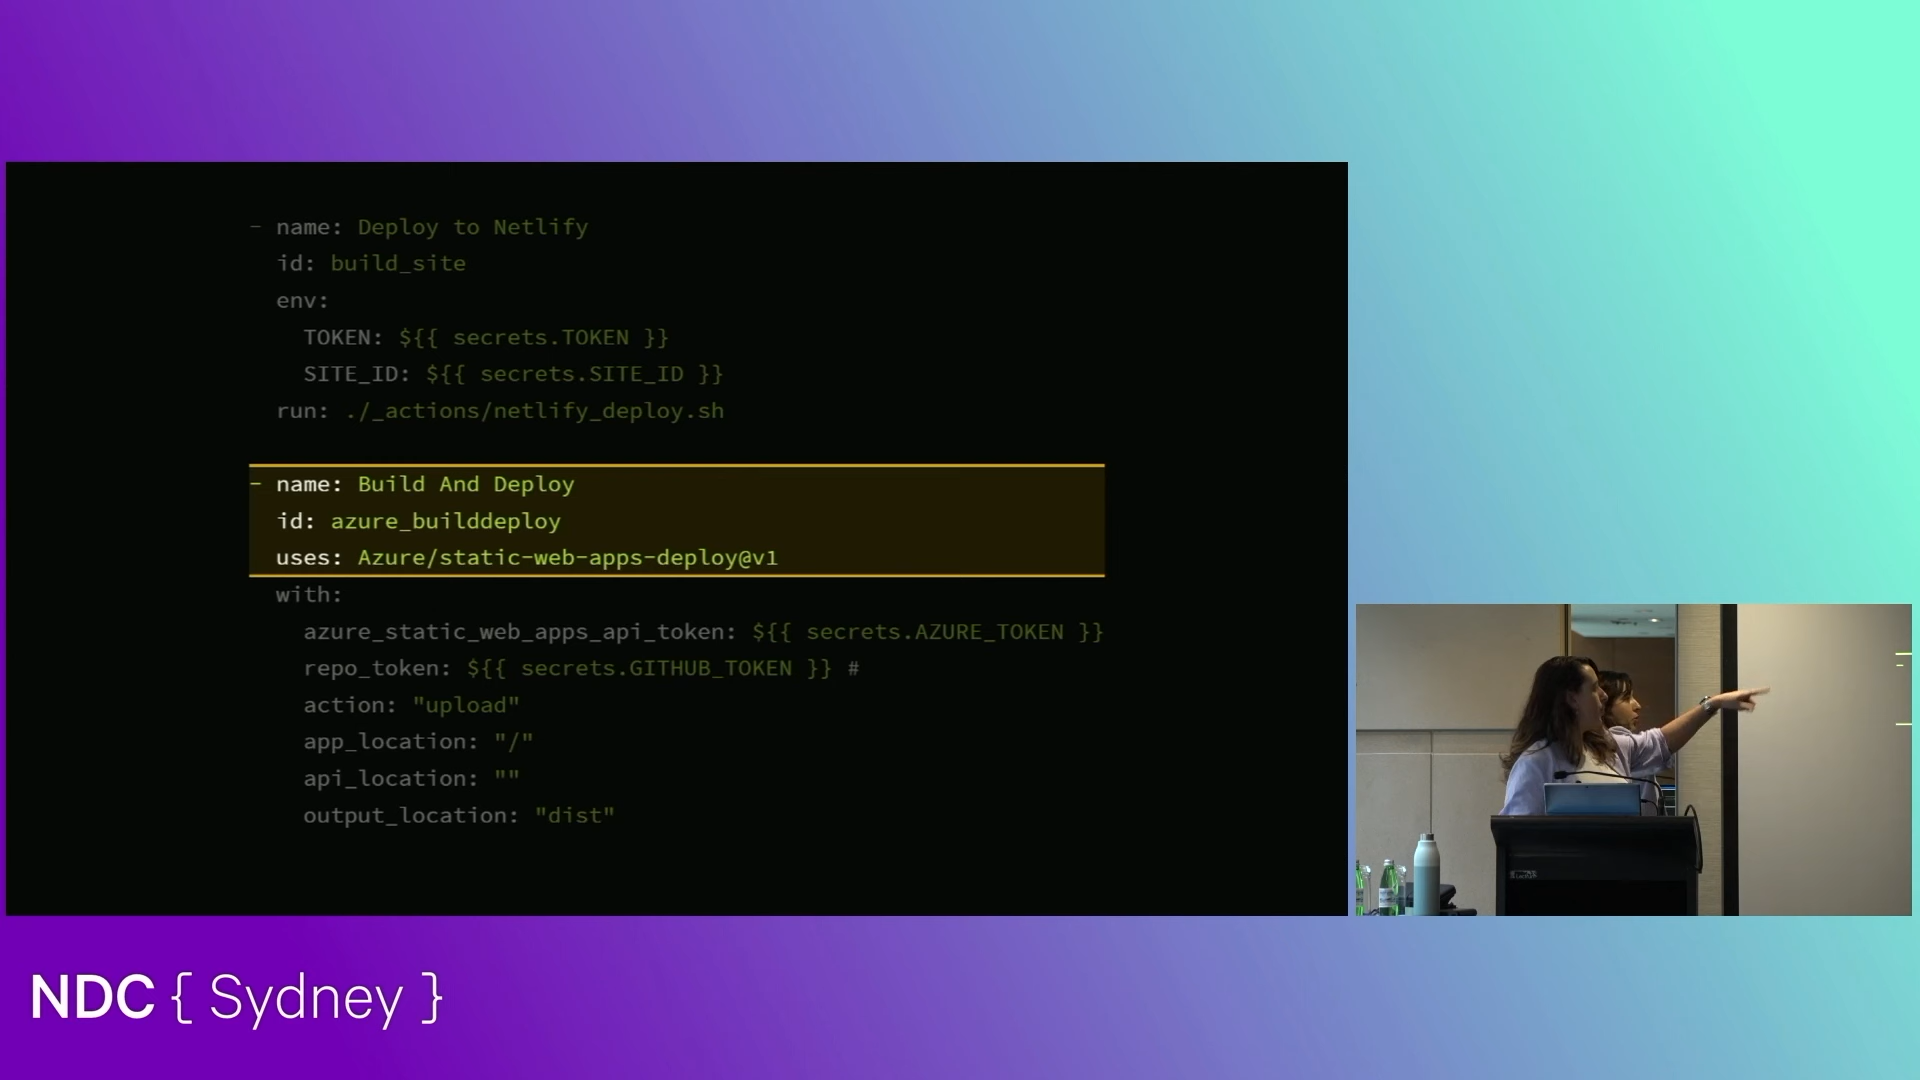 - name: Deploy to Netlify
id: build_site
env:
TOKEN: ${{ secrets.TOKEN }}
SITE_ID: ${{ secrets.SITE_ID }}
run: ./_actions/netlify_deploy.sh
- name: Build And Deploy
id: azure_builddeploy
uses: Azure/static-web-apps-deploy@v1
with:
azure_static_web_apps_api_token: ${{ secrets.AZURE_TOKEN }}
repo_token: ${{ secrets.GITHUB_TOKEN }} #
action: "upload"
app_location: "/"
api_location: ""
output_location: "dist"
NDC { Sydney }